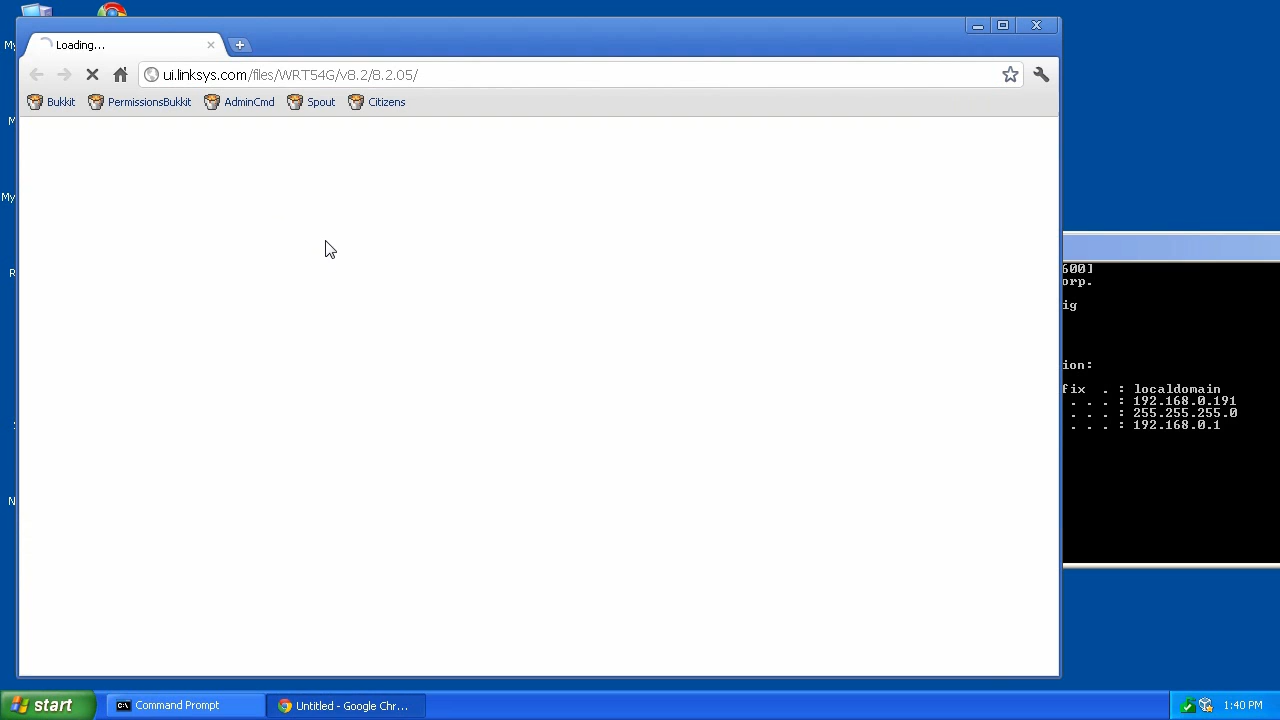 My
Loading...
ui.linksys.com/files/WRT54G/v8.2/8.2.05/
Bukkit PermissionsBukkit AdminCmd Spout Citizens
M
My
R
N
600]
orp.
ig
ion:
fix . : localdomain
. . . : 192.168.0.191
. . . : 255.255.255.0
. . . : 192.168.0.1
start Command Prompt Untitled - Google Chr... 1:40 PM